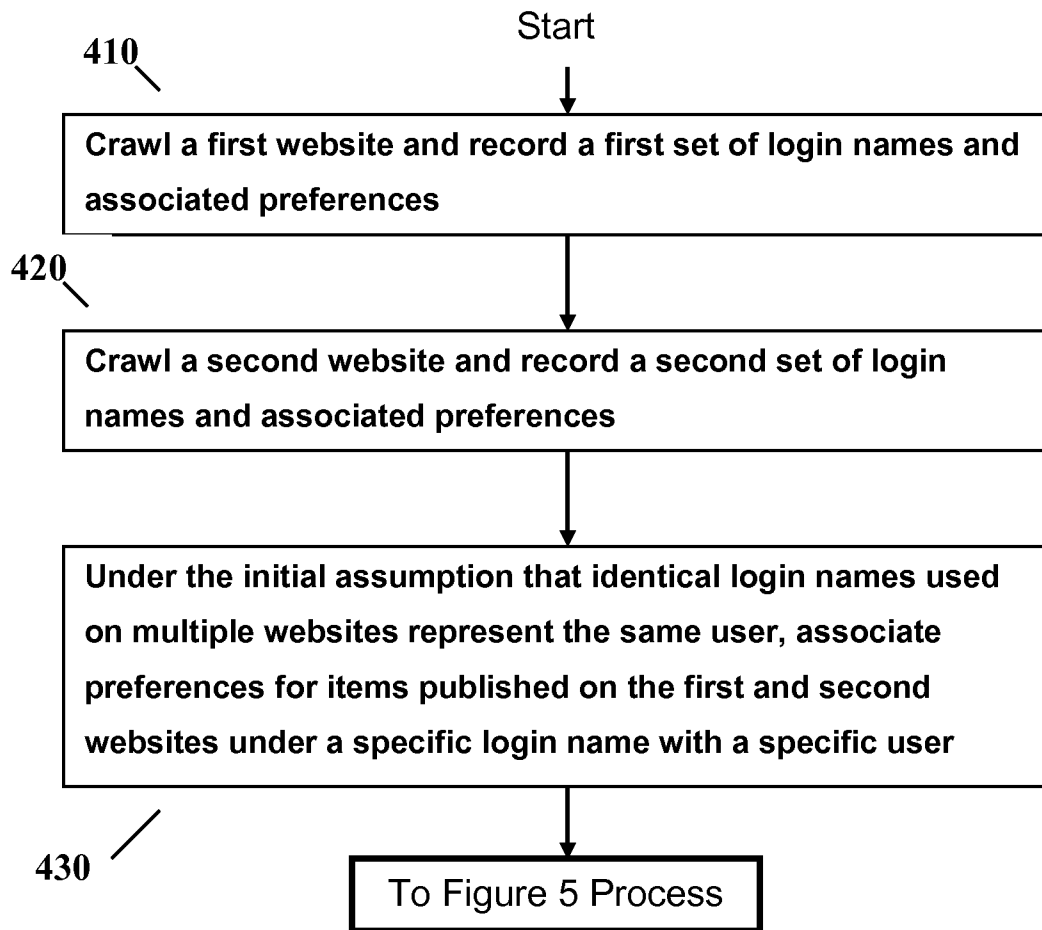 Start
410
Crawl a first website and record a first set of login names and
associated preferences
420
Crawl a second website and record a second set of login
names and associated preferences
Under the initial assumption that identical login names used
on multiple websites represent the same user, associate
preferences for items published on the first and second
websites under a specific login name with a specific user
430
To Figure 5 Process